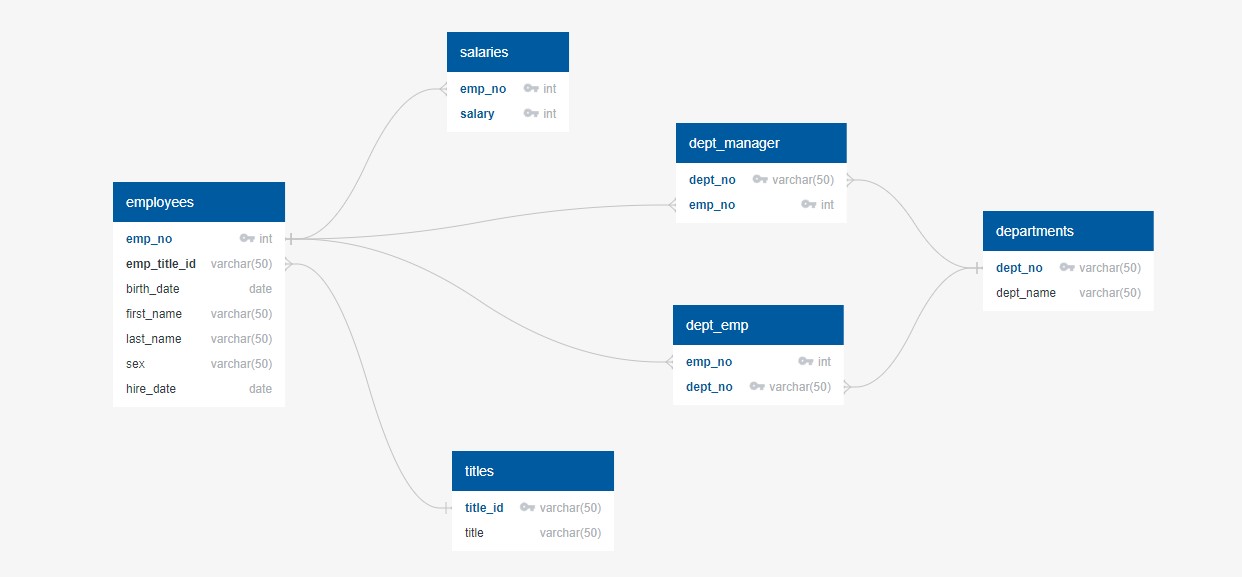 salaries
emp_no int
salary int
dept_manager
dept_no varchar(50)
emp_no int
employees
emp_no int
emp_title_id varchar(50)
birth_date date
first_name varchar(50)
last_name varchar(50)
sex varchar(50)
hire_date date
departments
dept_no varchar(50)
dept_name varchar(50)
dept_emp
emp_no int
dept_no varchar(50)
titles
title_id varchar(50)
title varchar(50)